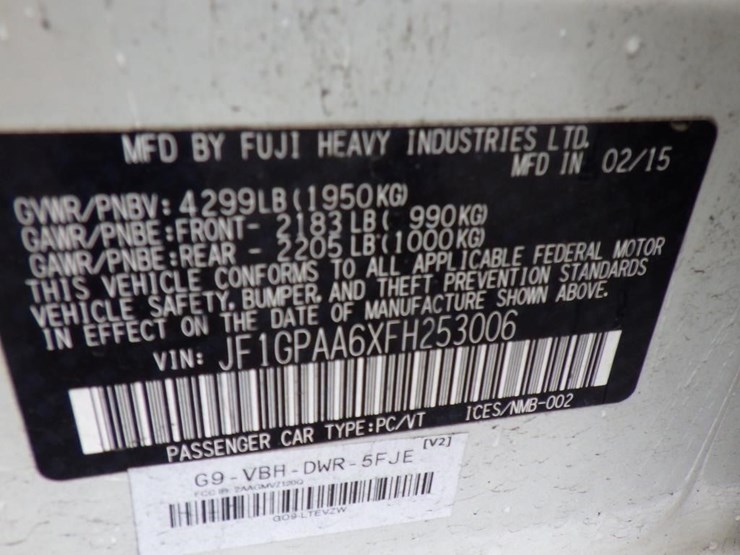 MFD BY FUJI HEAVY INDUSTRIES LTD.
MFD IN 02/15
GVWR/PNBV: 4299LB (1950KG)
GAWR/PNBE:FRONT- 2183 LB ( 990KG)
GAWR/PNBE:REAR - 2205 LB (1000KG)
THIS VEHICLE CONFORMS TO ALL APPLICABLE FEDERAL MOTOR
VEHICLE SAFETY, BUMPER, AND THEFT PREVENTION STANDARDS
IN EFFECT ON THE DATE OF MANUFACTURE SHOWN ABOVE.
VIN: JF1GPAA6XFH253006
PASSENGER CAR TYPE:PC/VT ICES/NMB-002
[V2]
G9-VBH-DWR-5FJE
FCC ID: